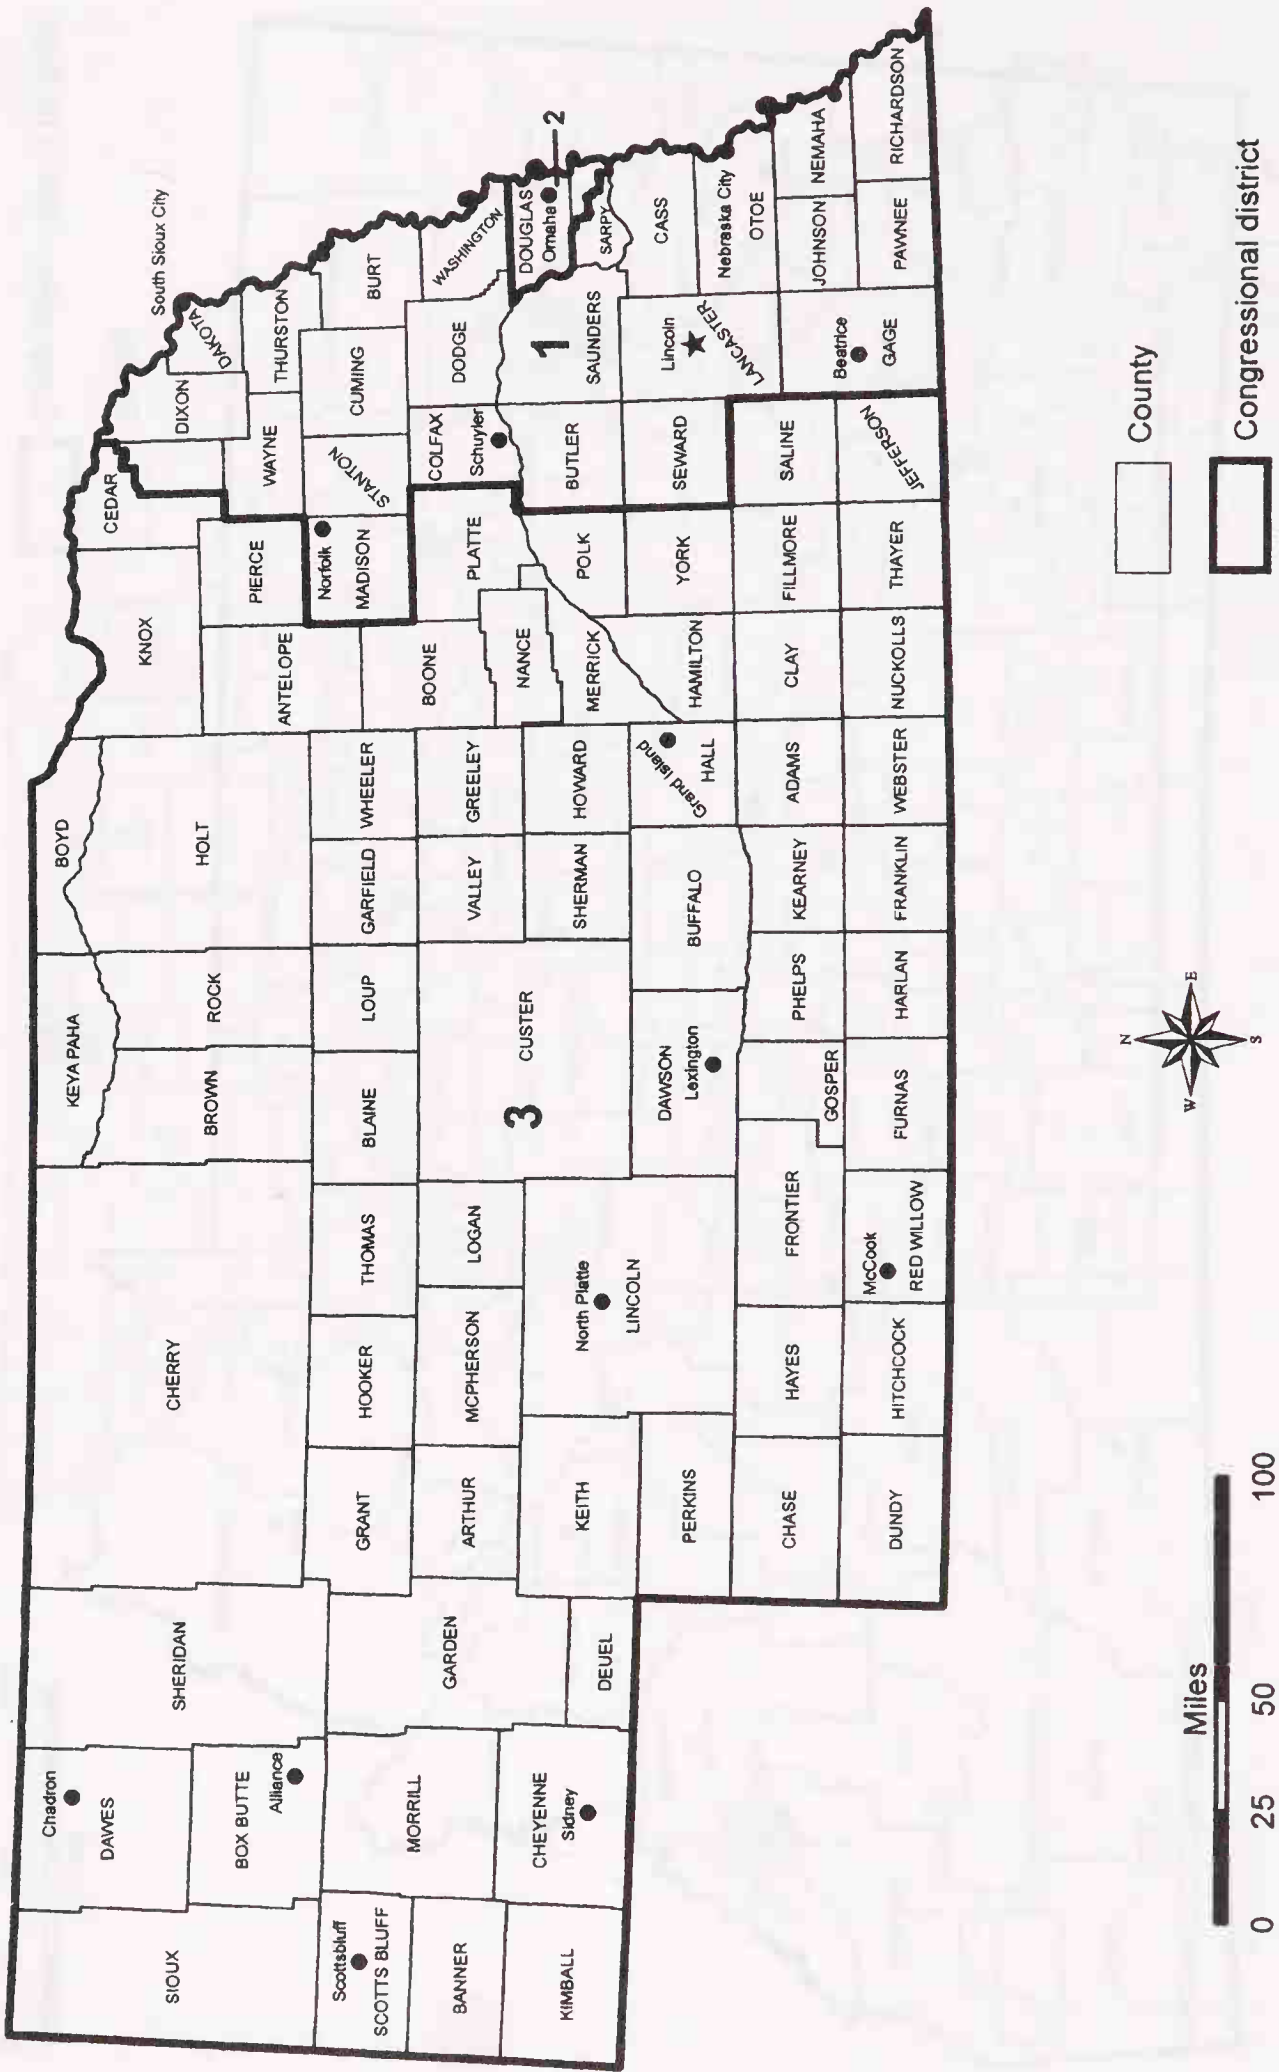 SIOUX
Chadron
DAWES
BOX BUTTE
Alliance
SHERIDAN
Scottsbluff
SCOTTS BLUFF
BANNER
KIMBALL
MORRILL
CHEYENNE
Sidney
GARDEN
DEUEL
CHERRY
GRANT
HOOKER
THOMAS
ARTHUR
MCPHERSON
LOGAN
KEITH
North Platte
LINCOLN
PERKINS
CHASE
HAYES
FRONTIER
DUNDY
HITCHCOCK
McCook
RED WILLOW
KEYA PAHA
BROWN
ROCK
BOYD
HOLT
BLAINE
LOUP
GARFIELD
WHEELER
3
CUSTER
VALLEY
GREELEY
SHERMAN
HOWARD
DAWSON
Lexington
BUFFALO
Grand Island
HALL
GOSPER
PHELPS
KEARNEY
ADAMS
FURNAS
HARLAN
FRANKLIN
WEBSTER
KNOX
CEDAR
DIXON
DAKOTA
South Sioux City
ANTELOPE
PIERCE
WAYNE
THURSTON
Norfolk
MADISON
STANTON
CUMING
BURT
BOONE
PLATTE
COLFAX
Schuyler
DODGE
WASHINGTON
NANCE
MERRICK
POLK
BUTLER
1
SAUNDERS
DOUGLAS
Omaha
2
SARPY
HAMILTON
YORK
SEWARD
Lincoln
LANCASTER
CASS
Nebraska City
OTOE
CLAY
FILLMORE
SALINE
Beatrice
GAGE
JOHNSON
NEMAHA
NUCKOLLS
THAYER
JEFFERSON
PAWNEE
RICHARDSON
Miles
0 25 50 100
N
W E
S
County
Congressional district